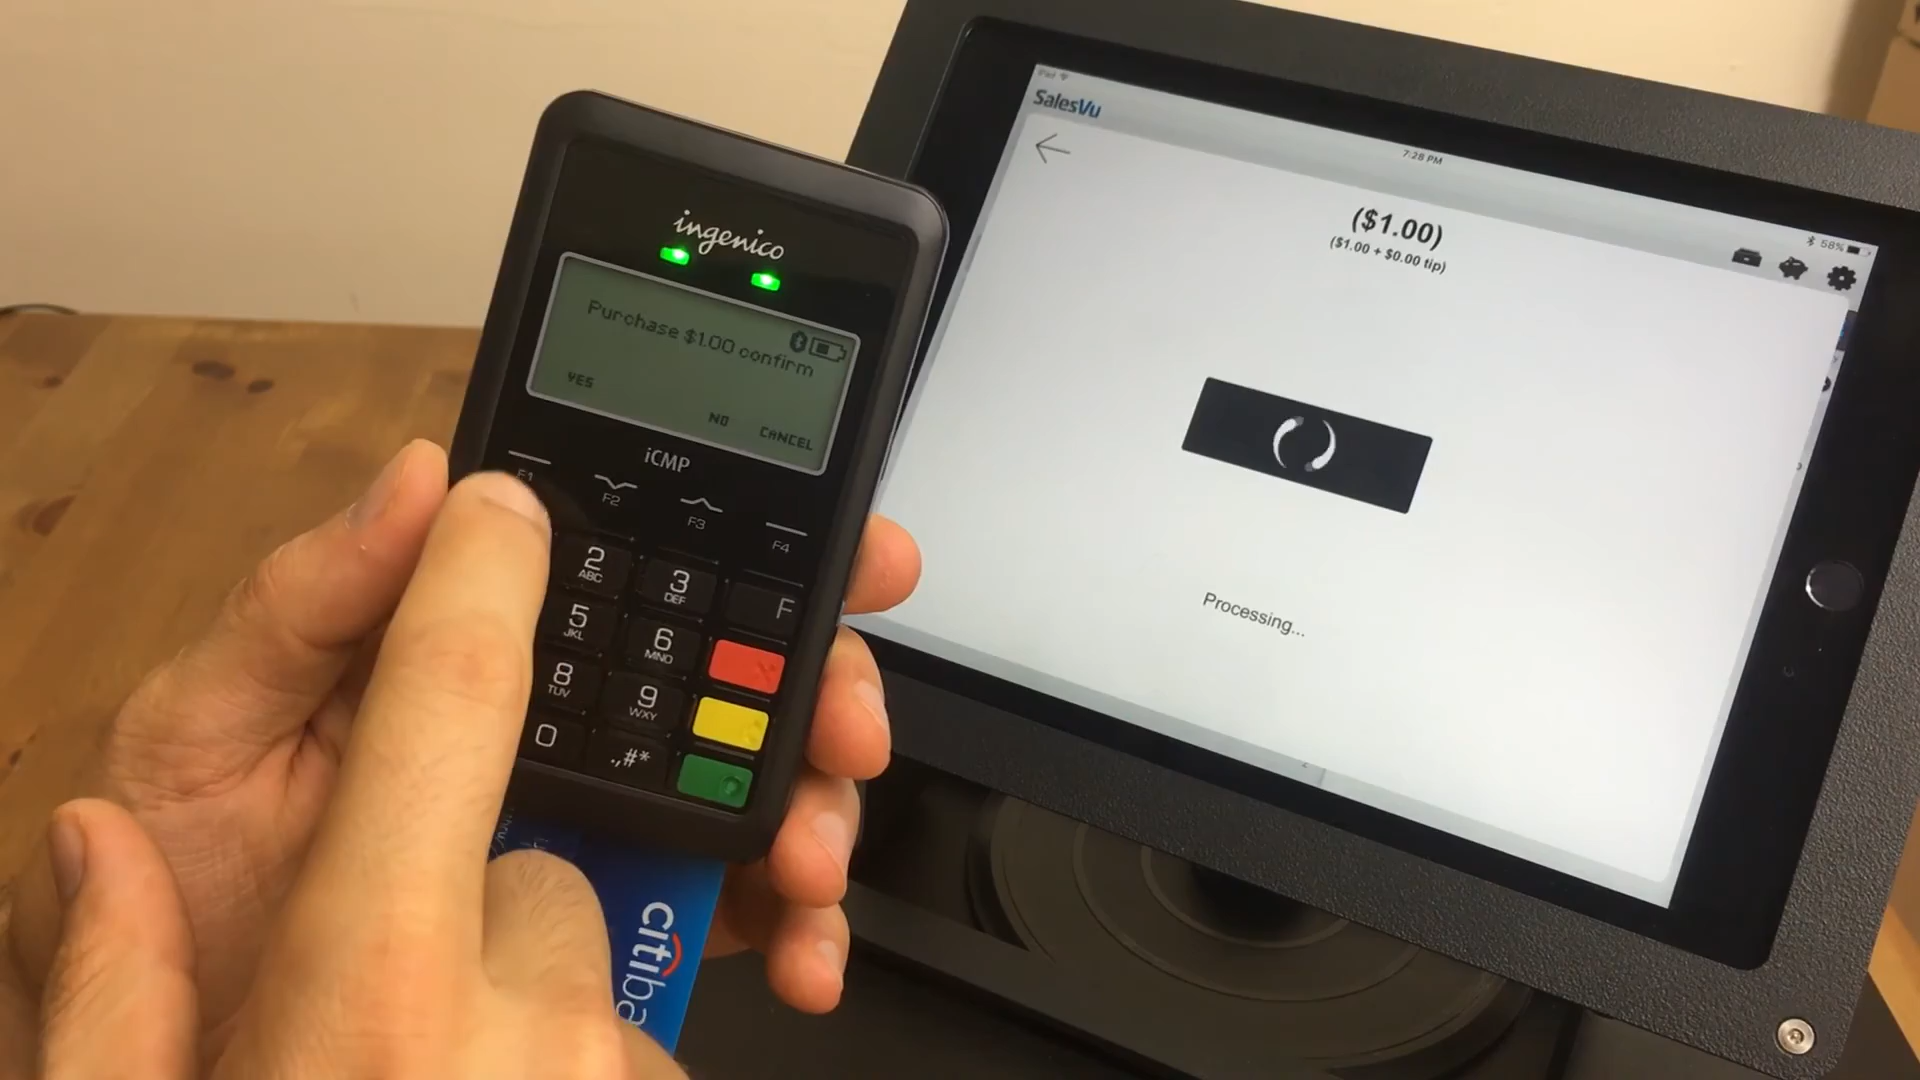 ingenico
Purchase $1.00 confirm
YES
NO
CANCEL
iCMP
F1
F2
F3
F4
2
ABC
3
DEF
F
5
JKL
6
MNO
8
TUV
9
WXY
0
.,#*
citiba
iPad
SalesVu
7:28 PM
58%
($1.00)
($1.00 + $0.00 tip)
Processing...